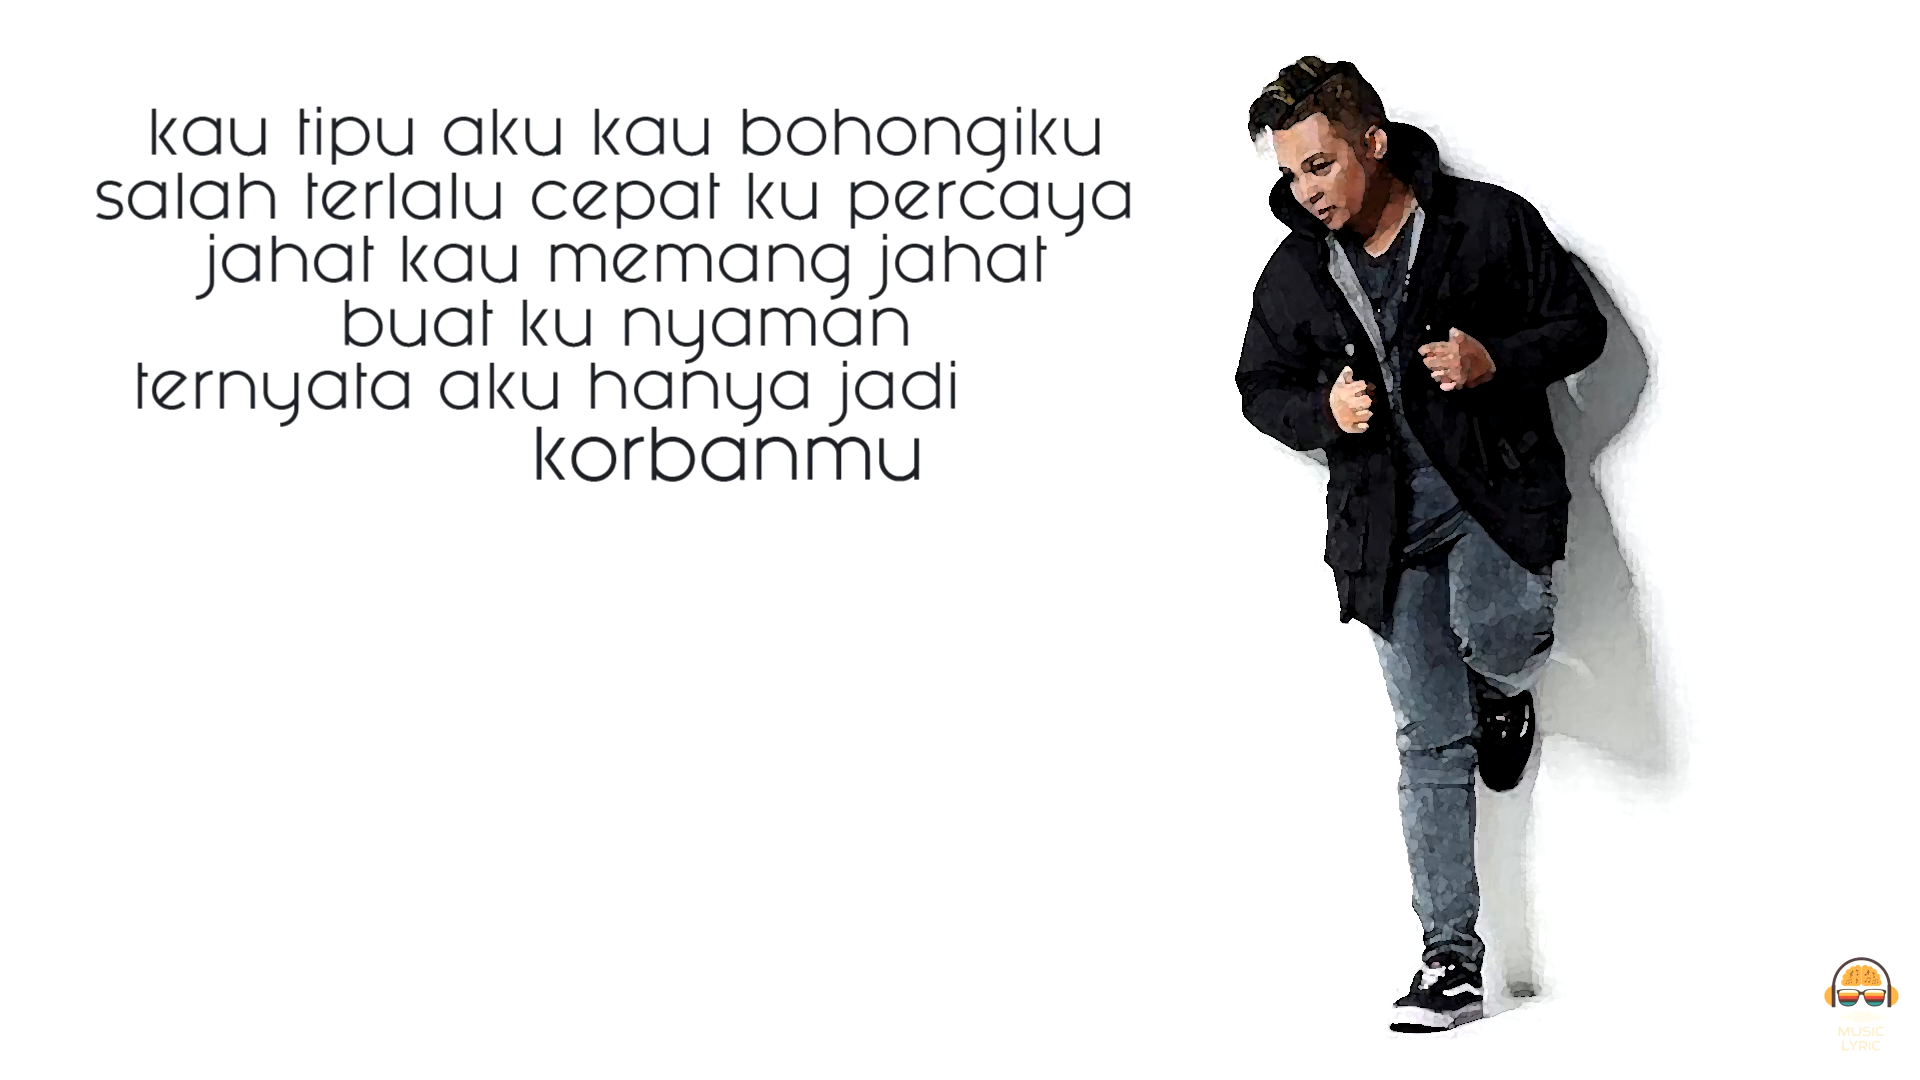 kau tipu aku kau bohongiku
salah terlalu cepat ku percaya
jahat kau memang jahat
buat ku nyaman
ternyata aku hanya jadi
korbanmu
MUSIC
LYRIC